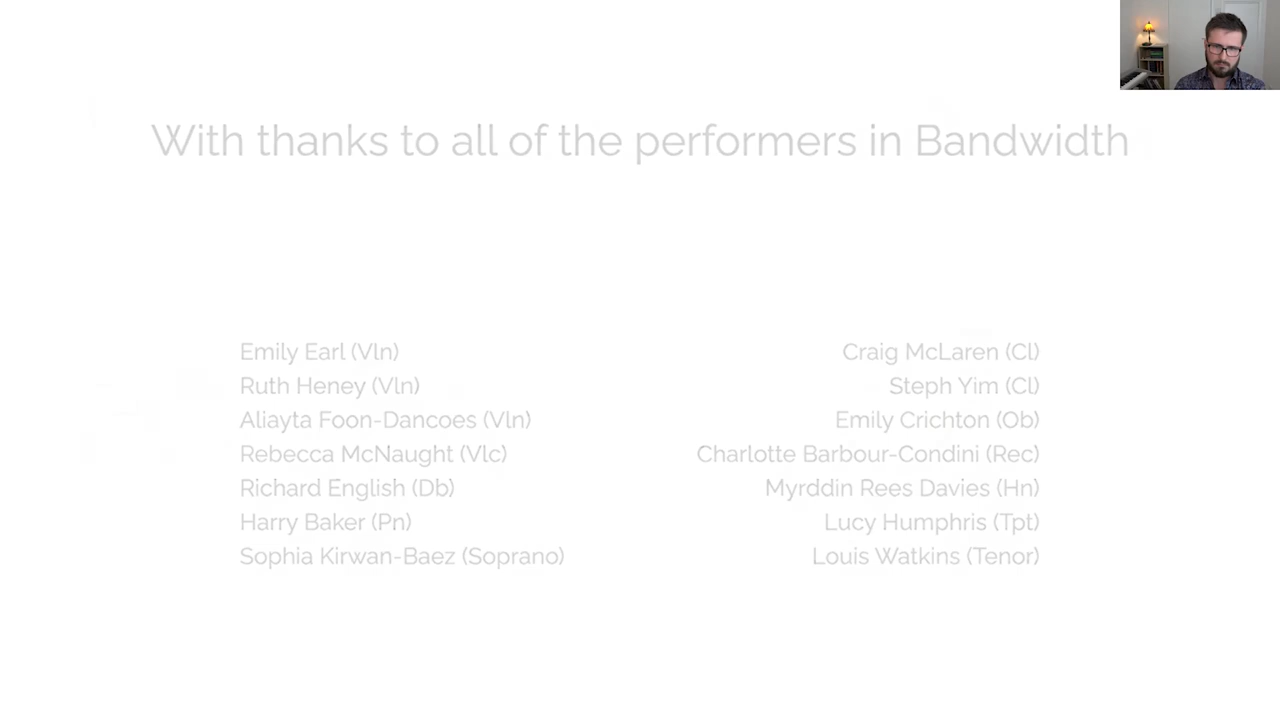 With thanks to all of the performers in Bandwidth
Emily Earl (Vln)
Ruth Heney (Vln)
Aliayta Foon-Dancoes (Vln)
Rebecca McNaught (Vlc)
Richard English (Db)
Harry Baker (Pn)
Sophia Kirwan-Baez (Soprano)
Craig McLaren (Cl)
Steph Yim (Cl)
Emily Crichton (Ob)
Charlotte Barbour-Condini (Rec)
Myrddin Rees Davies (Hn)
Lucy Humphris (Tpt)
Louis Watkins (Tenor)